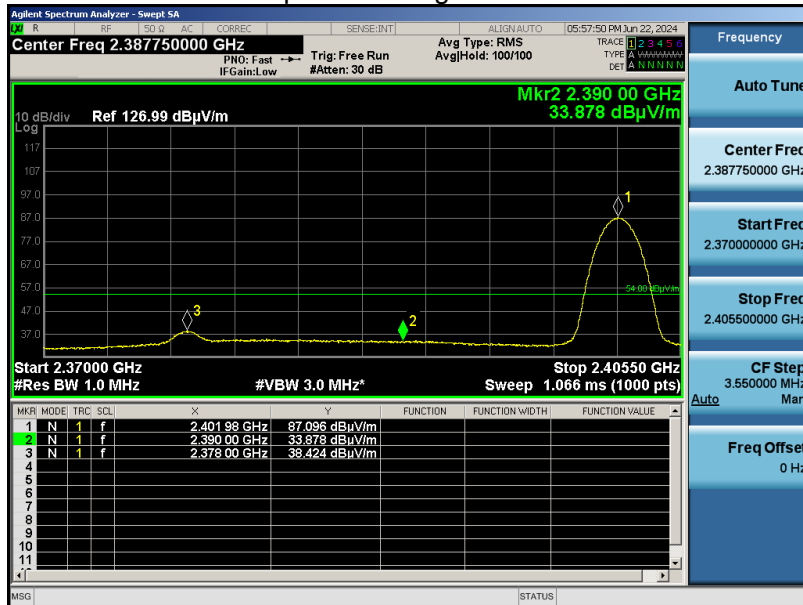 Agilent Spectrum Analyzer - Swept SA
LXI R RF 50 Ω AC CORREC SENSE:INT ALIGN AUTO 05:57:50 PM Jun 22, 2024
Center Freq 2.387750000 GHz
PNO: Fast
IFGain:Low
Trig: Free Run
#Atten: 30 dB
Avg Type: RMS
Avg|Hold: 100/100
TRACE 1 2 3 4 5 6
TYPE A WWWWW
DET A N N N N N
Mkr2 2.390 00 GHz
33.878 dBµV/m
10 dB/div Ref 126.99 dBµV/m
Log
117
107
97.0
87.0
77.0
67.0
57.0
47.0
37.0
1
2
3
54.00 dBµV/m
Start 2.37000 GHz Stop 2.40550 GHz
#Res BW 1.0 MHz #VBW 3.0 MHz* Sweep 1.066 ms (1000 pts)
MKR MODE TRC SCL X Y FUNCTION FUNCTION WIDTH FUNCTION VALUE
1 N 1 f 2.401 98 GHz 87.096 dBµV/m
2 N 1 f 2.390 00 GHz 33.878 dBµV/m
3 N 1 f 2.378 00 GHz 38.424 dBµV/m
4
5
6
7
8
9
10
11
MSG STATUS
Frequency
Auto Tune
Center Freq
2.387750000 GHz
Start Freq
2.370000000 GHz
Stop Freq
2.405500000 GHz
CF Step
3.550000 MHz
Auto Man
Freq Offset
0 Hz